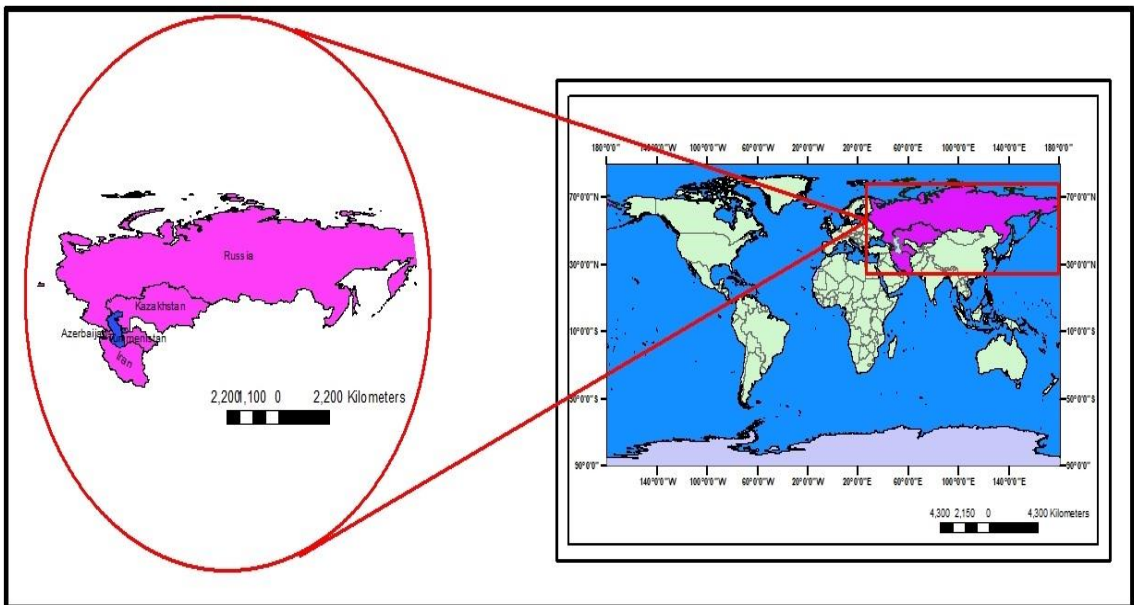 Russia
Kazakhstan
Azerbaijan
Turkmenistan
Iran
2,200 1,100 0 2,200 Kilometers
180°0'0" 140°0'0"W 100°0'0"W 60°0'0"W 20°0'0"W 20°0'0"E 60°0'0"E 100°0'0"E 140°0'0"E 180°0'0"
70°0'0"N 70°0'0"N
30°0'0"N 30°0'0"N
10°0'0"S 10°0'0"S
50°0'0"S 50°0'0"S
90°0'0" 90°0'0"
140°0'0"W 100°0'0"W 60°0'0"W 20°0'0"W 20°0'0"E 60°0'0"E 100°0'0"E 140°0'0"E
4,300 2,150 0 4,300 Kilometers